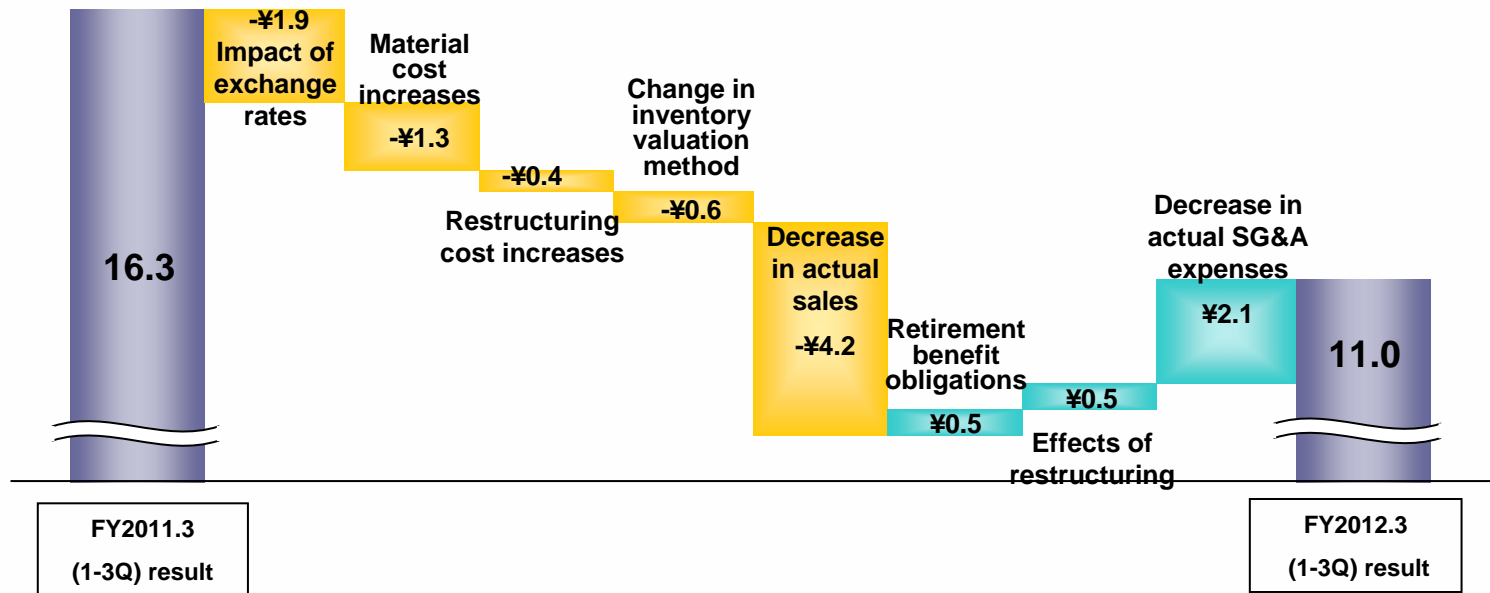 16.3
-¥1.9
Impact of
exchange
rates
Material
cost
increases
-¥1.3
-¥0.4
Restructuring
cost increases
Change in
inventory
valuation
method
-¥0.6
Decrease
in actual
sales
-¥4.2
Retirement
benefit
obligations
¥0.5
¥0.5
Effects of
restructuring
Decrease in
actual SG&A
expenses
¥2.1
11.0
FY2011.3
(1-3Q) result
FY2012.3
(1-3Q) result